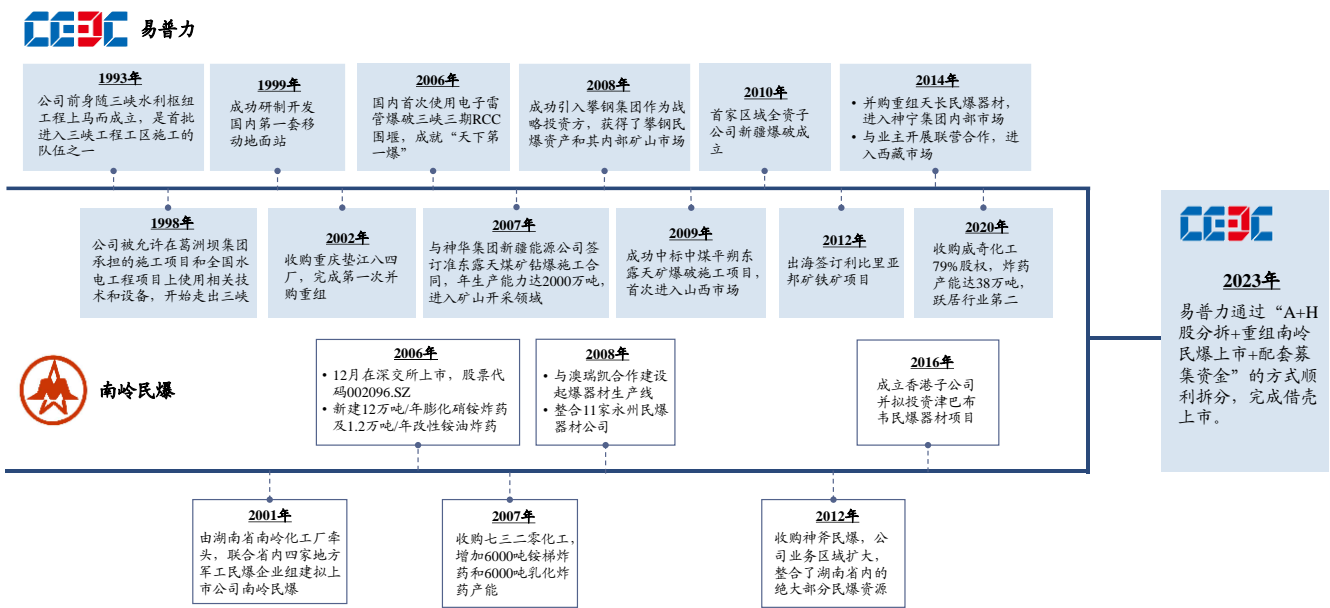 CEEC 易普力
1993年
公司前身随三峡水利枢纽
工程上马而成立，是首批
进入三峡工程工区施工的
队伍之一
1999年
成功研制开发
国内第一套移
动地面站
2006年
国内首次使用电子雷
管爆破三峡三期RCC
围堰，成就“天下第
一爆”
2008年
成功引入攀钢集团作为战
略投资方，获得了攀钢民
爆资产和其内部矿山市场
2010年
首家区域全资子
公司新疆爆破成
立
2014年
• 并购重组天长民爆器材，
进入神宁集团内部市场
• 与业主开展联营合作，进
入西藏市场
1998年
公司被允许在葛洲坝集团
承担的施工项目和全国水
电工程项目上使用相关技
术和设备，开始走出三峡
2002年
收购重庆垫江八四
厂，完成第一次并
购重组
2007年
与神华集团新疆能源公司签
订准东露天煤矿钻爆施工合
同，年生产能力达2000万吨，
进入矿山开采领域
2009年
成功中标中煤平朔东
露天矿爆破施工项目，
首次进入山西市场
2012年
出海签订利比里亚
邦矿铁矿项目
2020年
收购威奇化工
79%股权，炸药
产能达38万吨，
跃居行业第二
CEEC
2023年
易普力通过“A+H
股分拆+重组南岭
民爆上市+配套募
集资金”的方式顺
利拆分，完成借壳
上市。
南岭民爆
2006年
• 12月在深交所上市，股票代
码002096.SZ
• 新建12万吨/年膨化硝铵炸药
及1.2万吨/年改性铵油炸药
2008年
• 与澳瑞凯合作建设
起爆器材生产线
• 整合11家永州民爆
器材公司
2016年
成立香港子公司
并拟投资津巴布
韦民爆器材项目
2001年
由湖南省南岭化工厂牵
头，联合省内四家地方
军工民爆企业组建拟上
市公司南岭民爆
2007年
收购七三二零化工，
增加6000吨铵梯炸
药和6000吨乳化炸
药产能
2012年
收购神斧民爆，公
司业务区域扩大，
整合了湖南省内的
绝大部分民爆资源